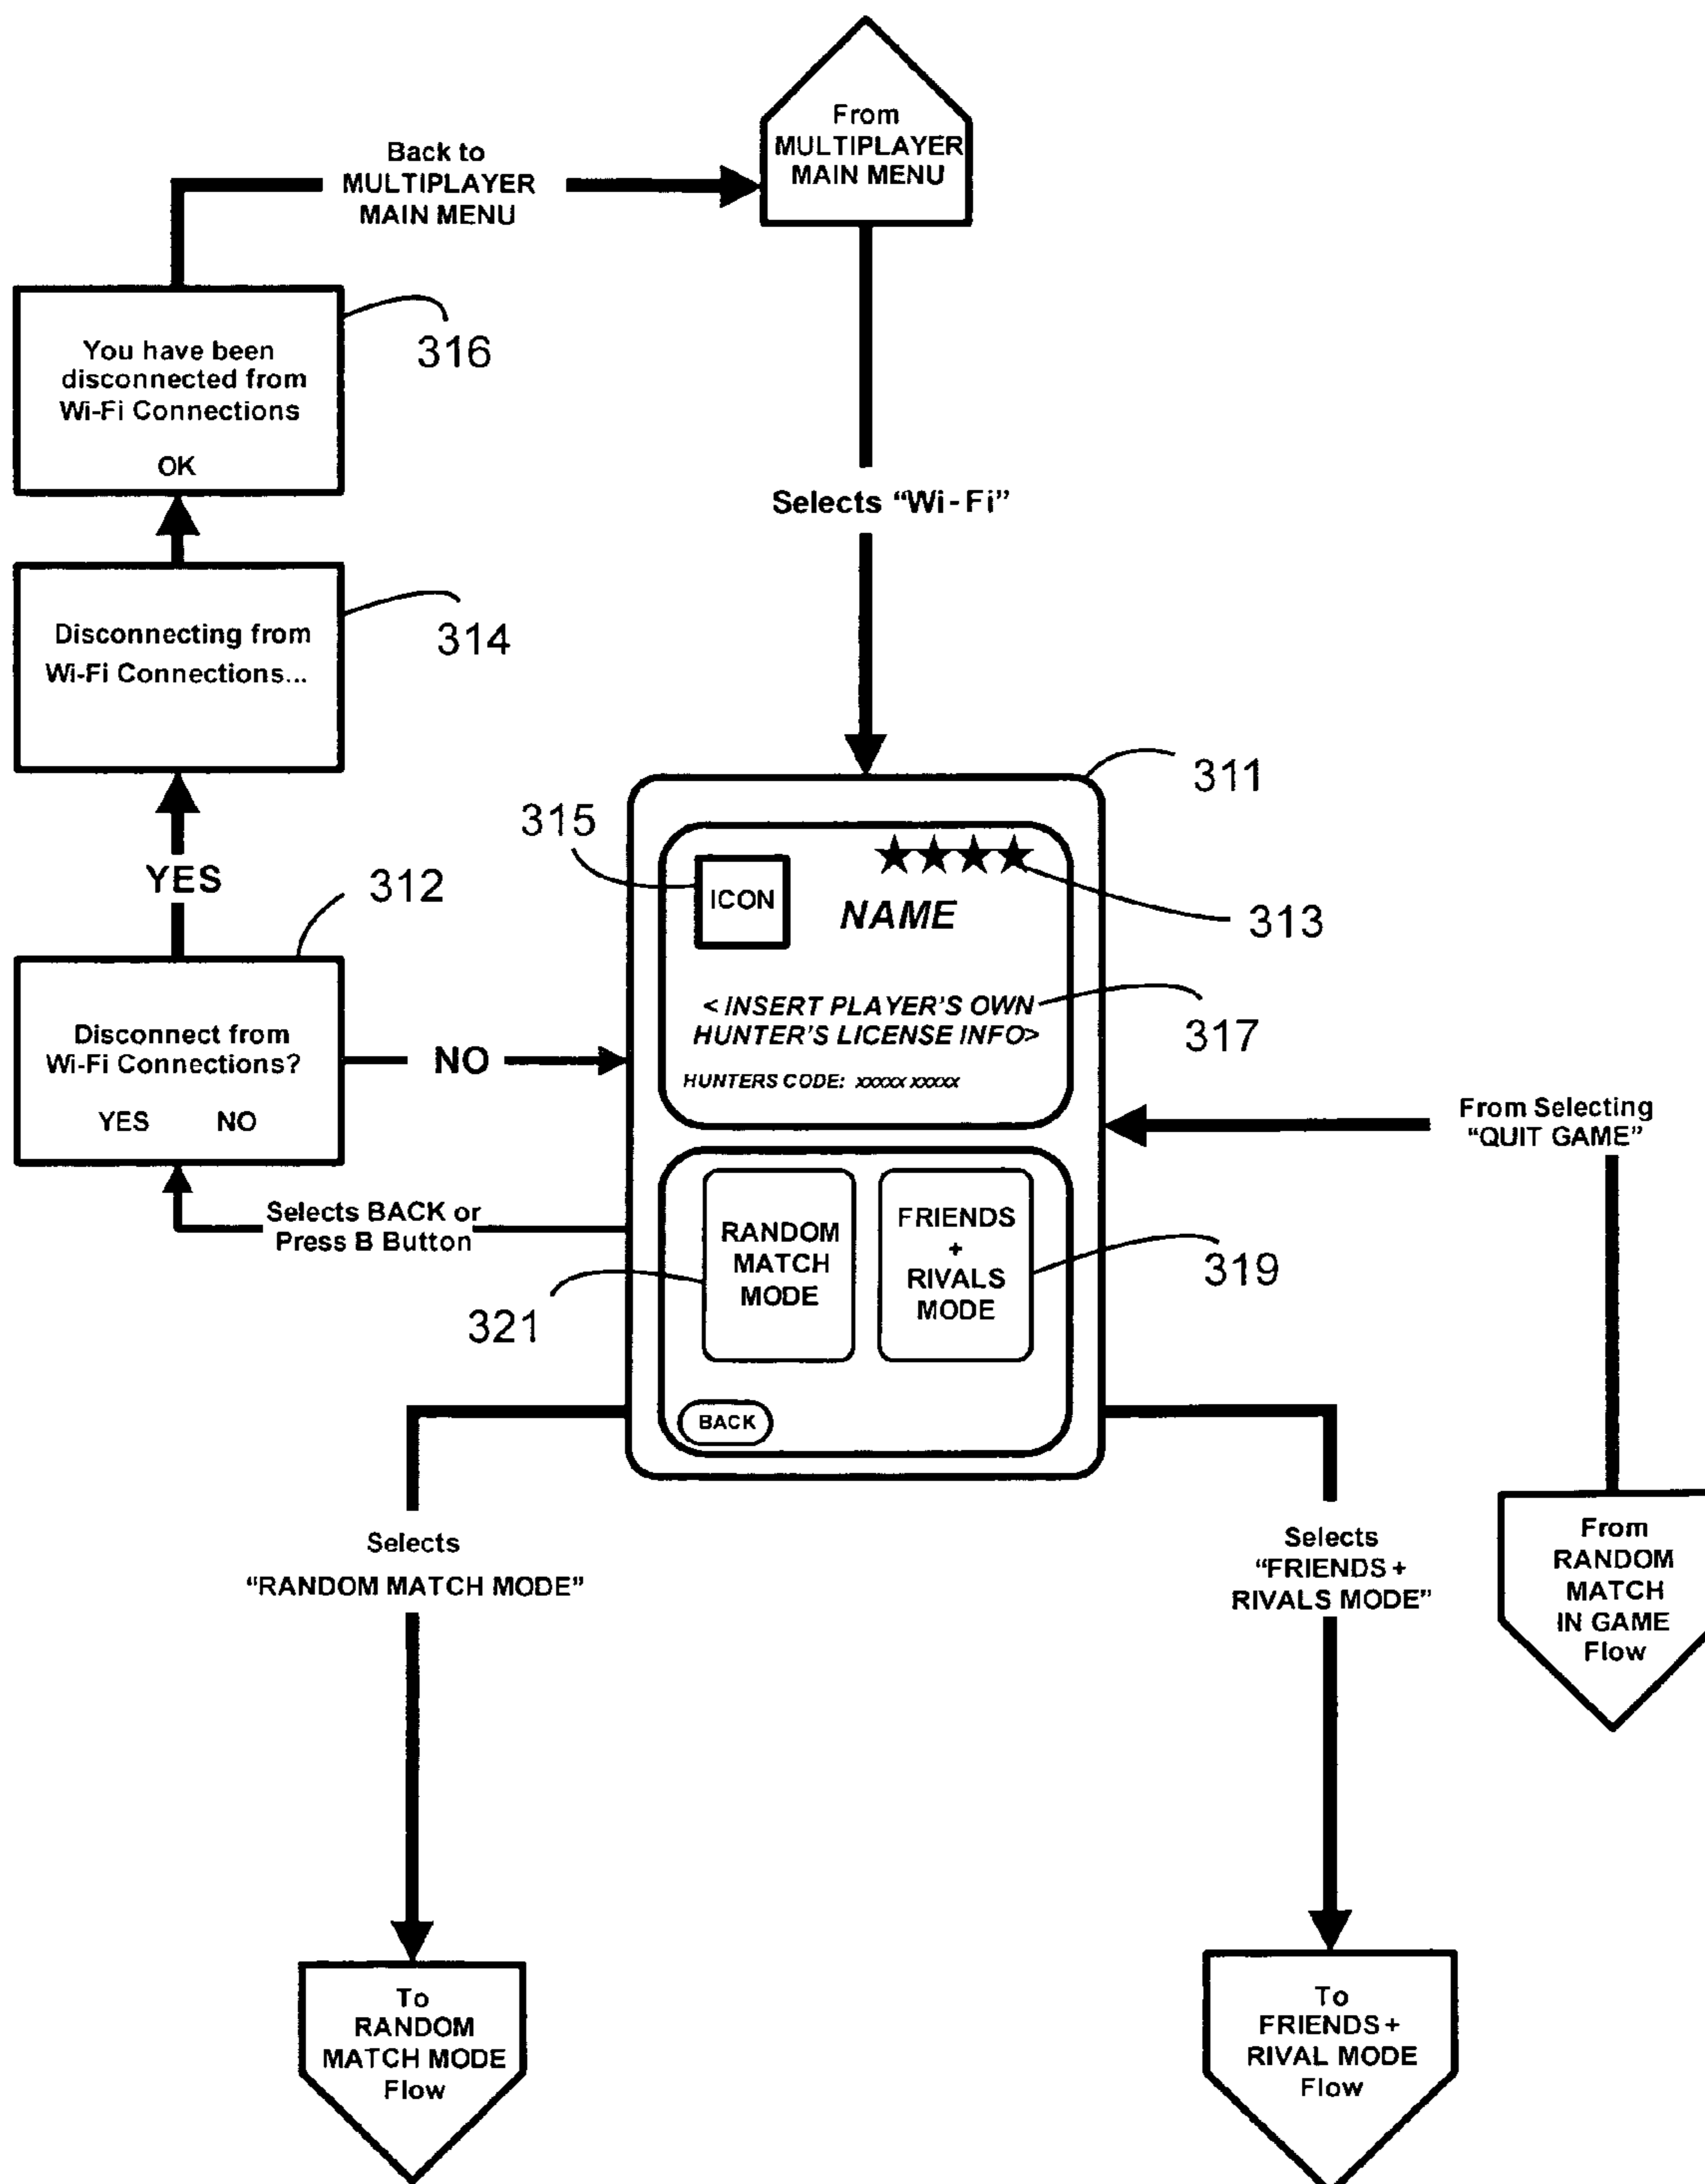 From
MULTIPLAYER
MAIN MENU
Back to
MULTIPLAYER
MAIN MENU
You have been
disconnected from
Wi-Fi Connections
OK
316
Selects “Wi-Fi”
Disconnecting from
Wi-Fi Connections...
314
YES
312
Disconnect from
Wi-Fi Connections?
YES NO
NO
Selects BACK or
Press B Button
311
315
ICON
313
NAME
< INSERT PLAYER’S OWN
HUNTER’S LICENSE INFO>
317
HUNTERS CODE: xxxxx xxxxx
From Selecting
“QUIT GAME”
RANDOM
MATCH
MODE
FRIENDS
+
RIVALS
MODE
319
321
BACK
Selects
“RANDOM MATCH MODE”
Selects
“FRIENDS +
RIVALS MODE”
From
RANDOM
MATCH
IN GAME
Flow
To
RANDOM
MATCH MODE
Flow
To
FRIENDS +
RIVAL MODE
Flow